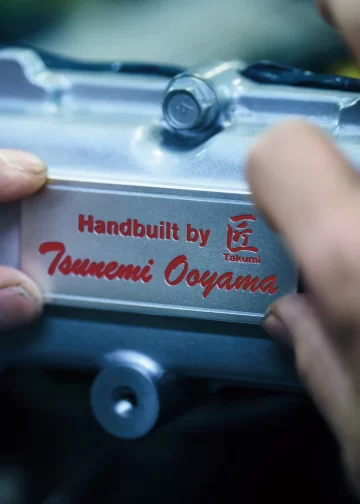 Handbuilt by 匠
Takumi
Tsunemi Ooyama